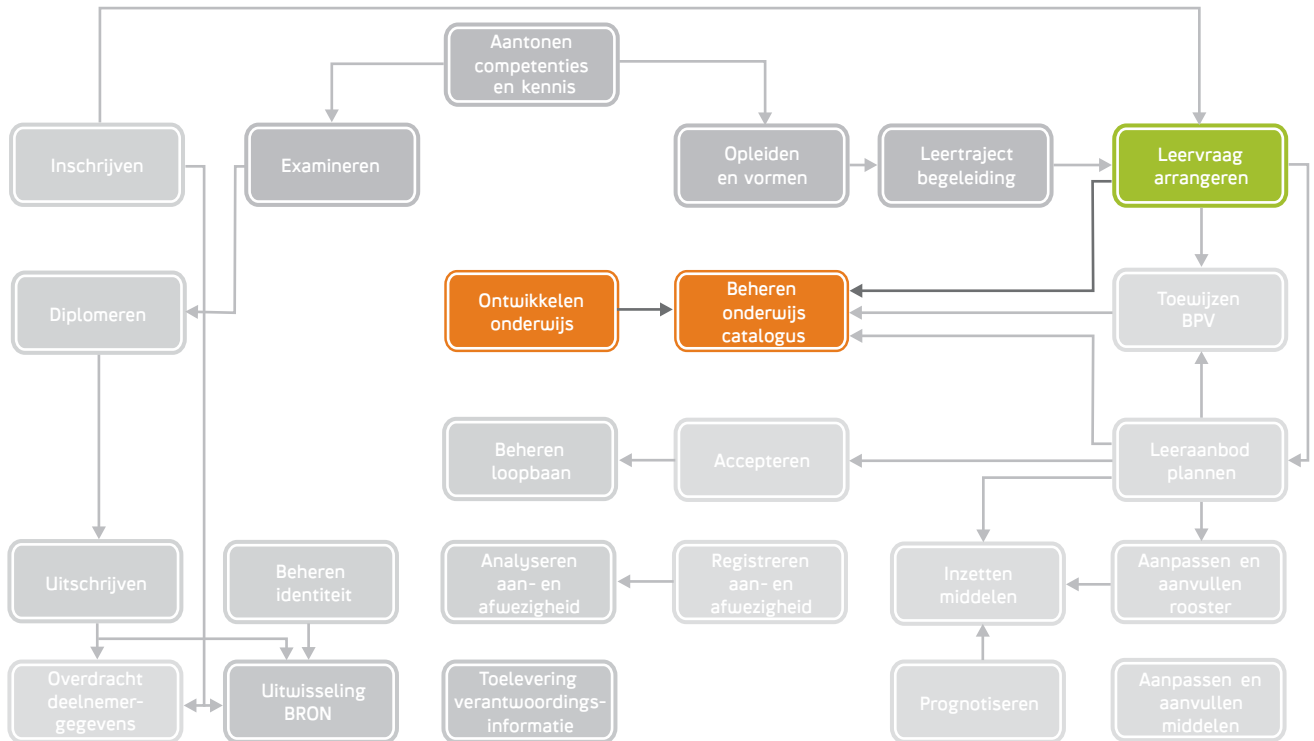 Aantonen
competenties
en kennis
Inschrijven
Examineren
Opleiden
en vormen
Leertraject
begeleiding
Leervraag
arrangeren
Diplomeren
Ontwikkelen
onderwijs
Beheren
onderwijs
catalogus
Toewijzen
BPV
Beheren
loopbaan
Accepteren
Leeraanbod
plannen
Uitschrijven
Beheren
identiteit
Analyseren
aan- en
afwezigheid
Registreren
aan- en
afwezigheid
Inzetten
middelen
Aanpassen en
aanvullen
rooster
Overdracht
deelnemer-
gegevens
Uitwisseling
BRON
Toelevering
verantwoordings-
informatie
Prognotiseren
Aanpassen en
aanvullen
middelen